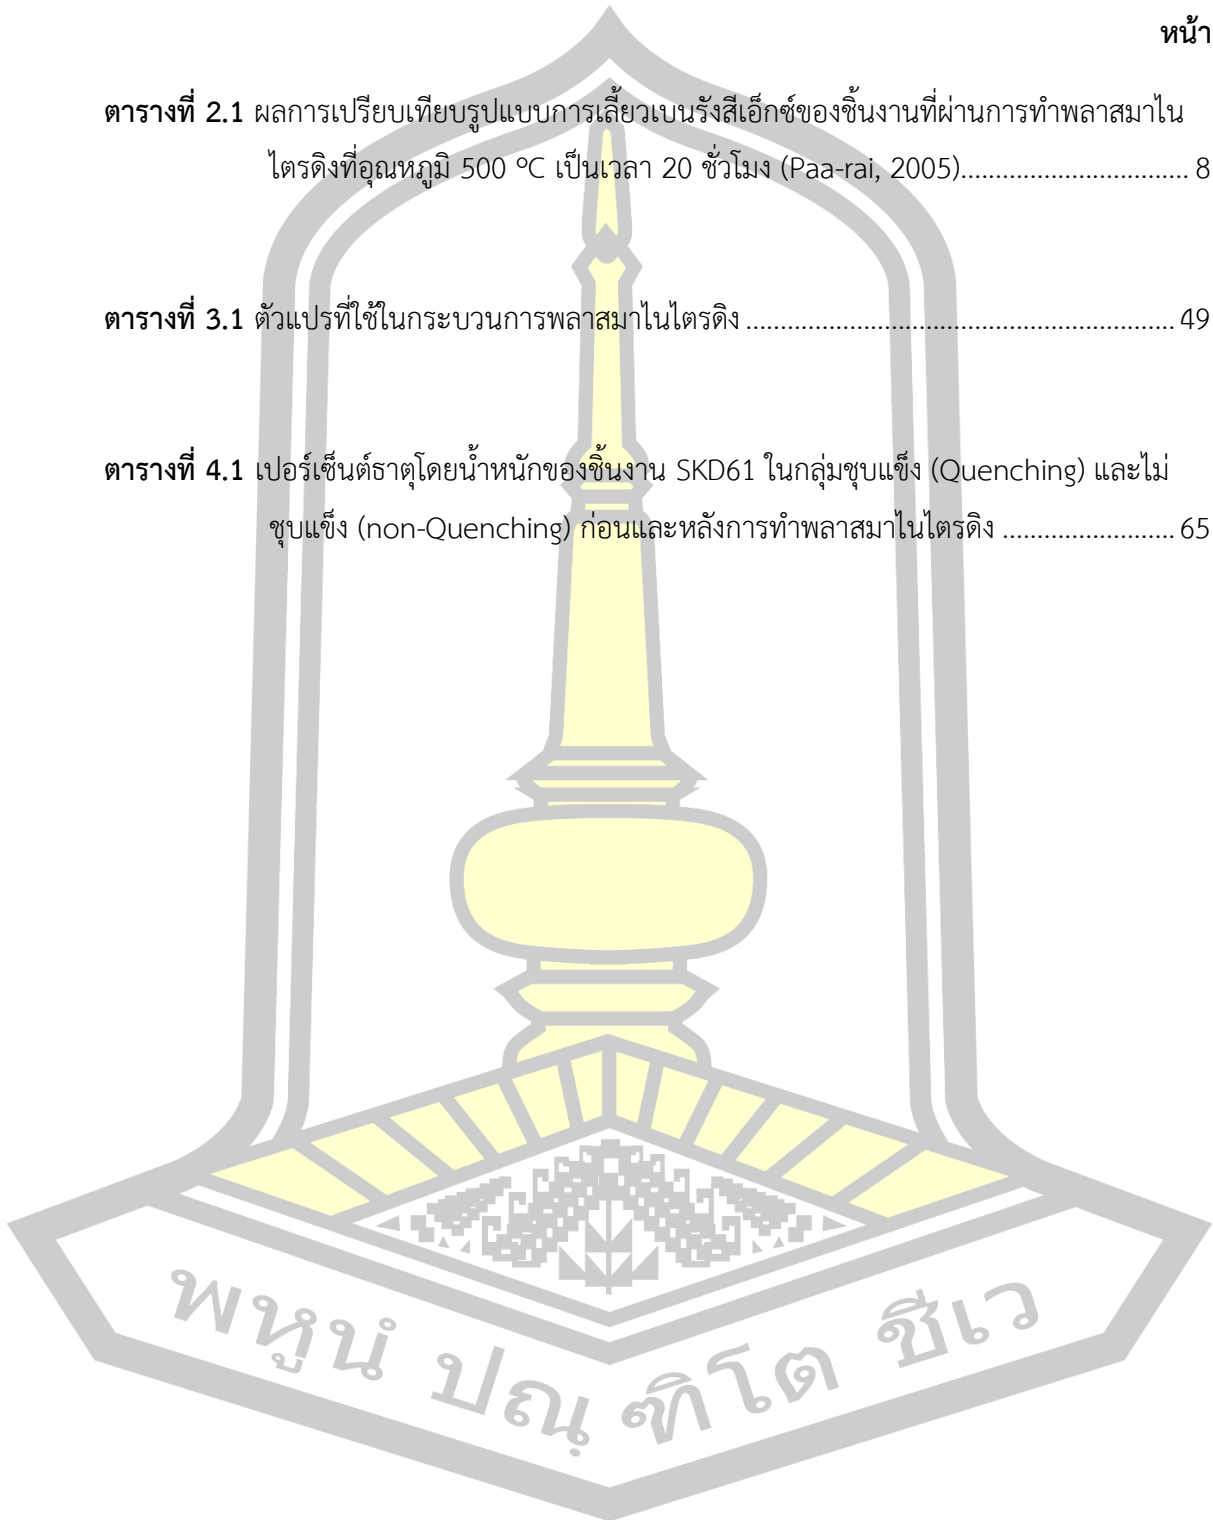 หน้า
ตารางที่ 2.1 ผลการเปรียบเทียบรูปแบบการเลี้ยวเบนรังสีเอ็กซ์ของชิ้นงานที่ผ่านการทำพลาสมาไน
ไตรดิงที่อุณหภูมิ 500 ºC เป็นเวลา 20 ชั่วโมง (Paa-rai, 2005)................................ 8
ตารางที่ 3.1 ตัวแปรที่ใช้ในกระบวนการพลาสมาไนไตรดิง .............................................................. 49
ตารางที่ 4.1 เปอร์เซ็นต์ธาตุโดยน้ำหนักของชิ้นงาน SKD61 ในกลุ่มชุบแข็ง (Quenching) และไม่
ชุบแข็ง (non-Quenching) ก่อนและหลังการทำพลาสมาไนไตรดิง ......................... 65
พหูนํ ปณฺฑิโต ชีเว